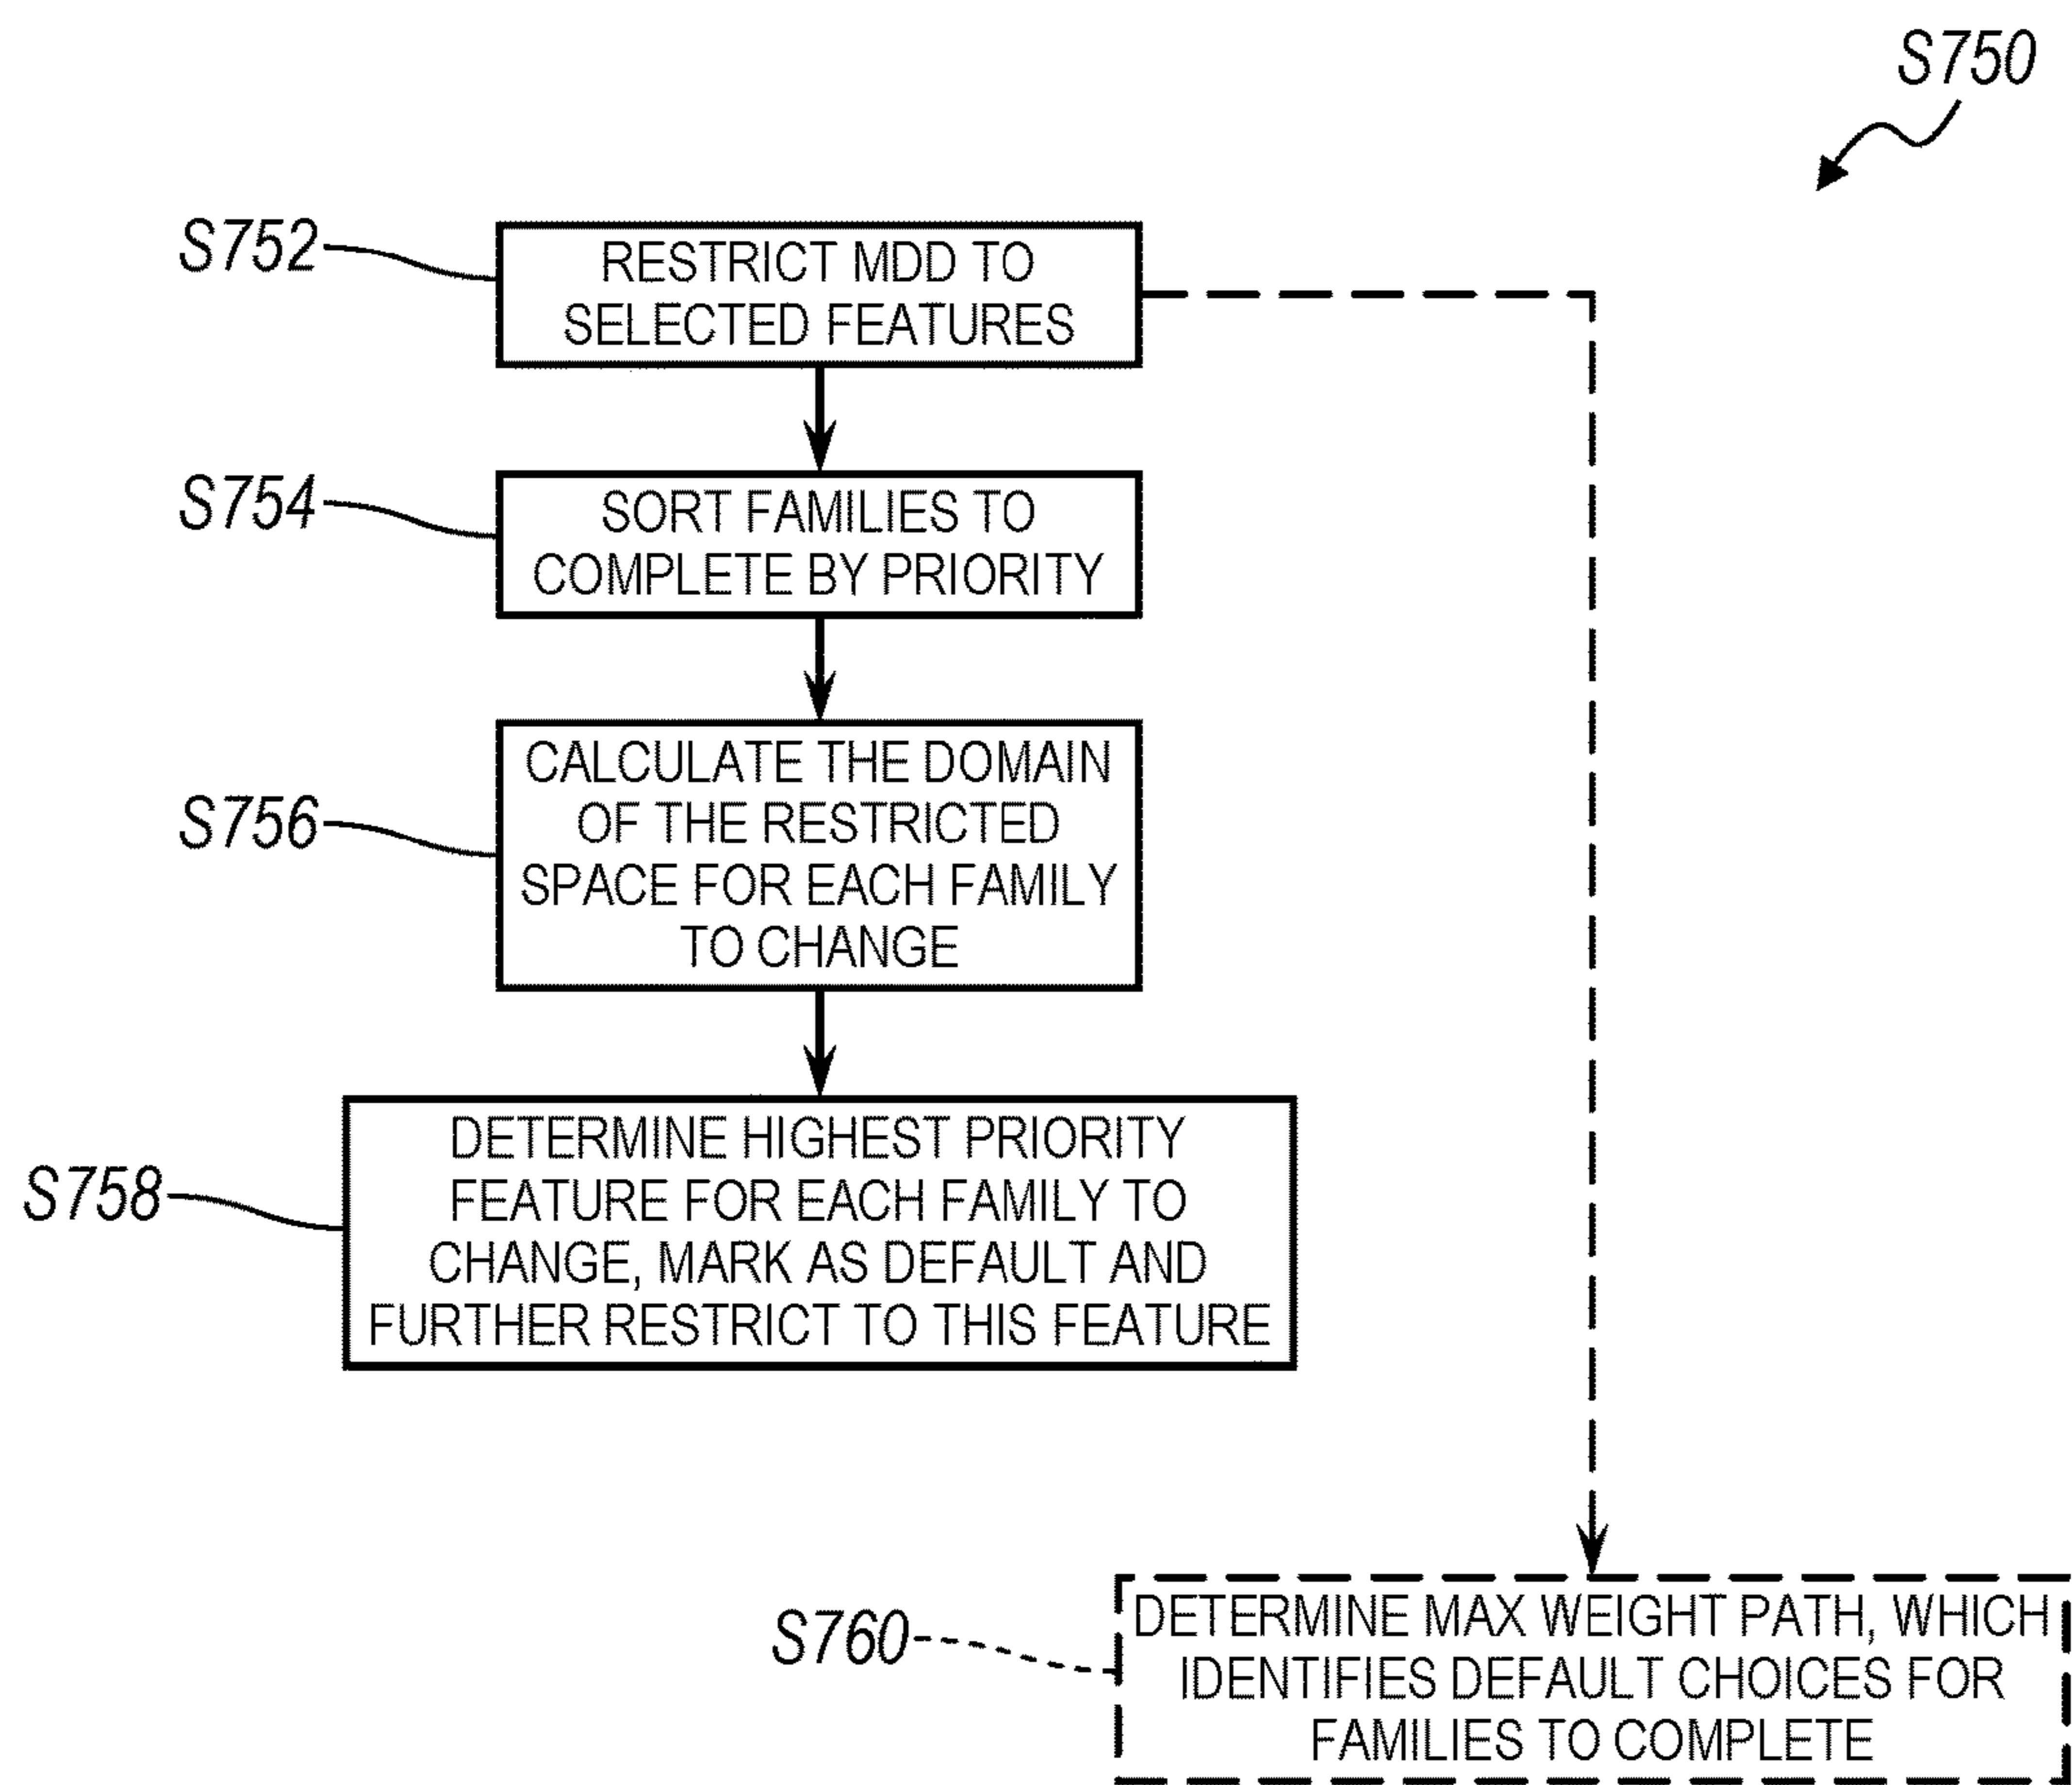 S750
S752
RESTRICT MDD TO
SELECTED FEATURES
S754
SORT FAMILIES TO
COMPLETE BY PRIORITY
S756
CALCULATE THE DOMAIN
OF THE RESTRICTED
SPACE FOR EACH FAMILY
TO CHANGE
S758
DETERMINE HIGHEST PRIORITY
FEATURE FOR EACH FAMILY TO
CHANGE, MARK AS DEFAULT AND
FURTHER RESTRICT TO THIS FEATURE
S760
DETERMINE MAX WEIGHT PATH, WHICH
IDENTIFIES DEFAULT CHOICES FOR
FAMILIES TO COMPLETE